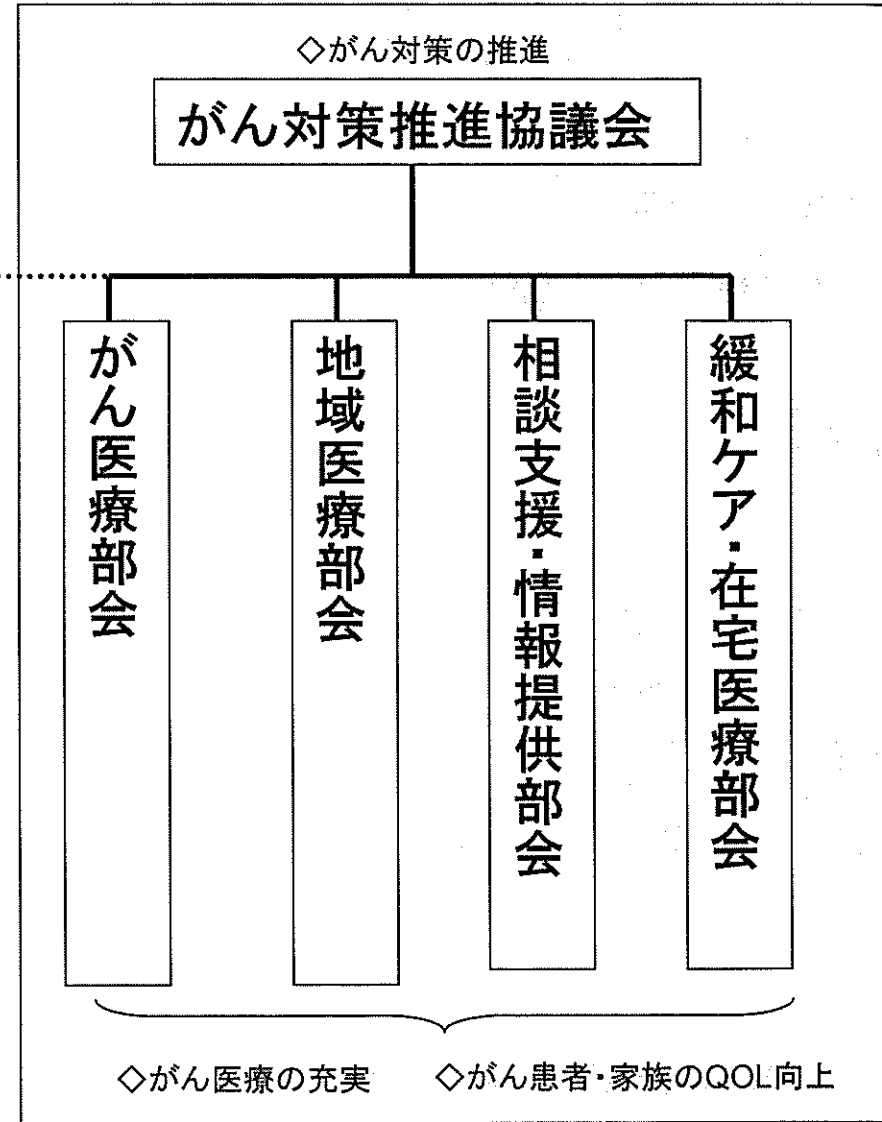 ◇がん対策の推進
がん対策推進協議会
がん医療部会
地域医療部会
相談支援・情報提供部会
緩和ケア・在宅医療部会
◇がん医療の充実 ◇がん患者・家族のQOL向上